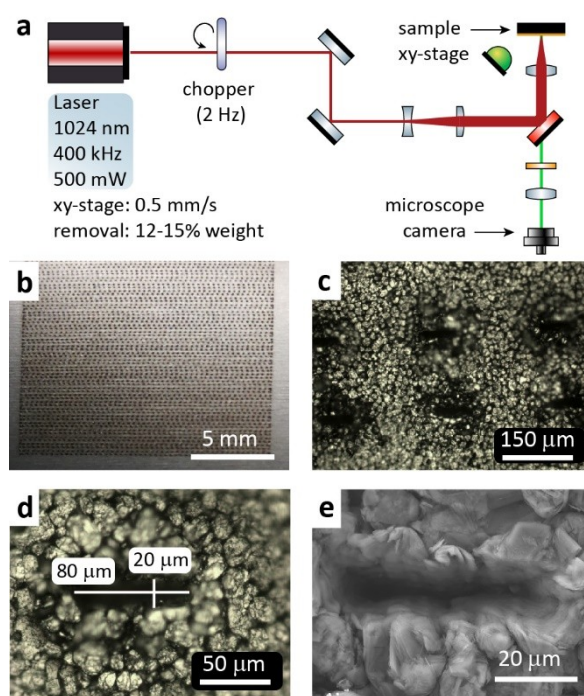 a
Laser
1024 nm
400 kHz
500 mW
xy-stage: 0.5 mm/s
removal: 12-15% weight
chopper
(2 Hz)
sample
xy-stage
microscope
camera
b
5 mm
c
150 μm
d
80 μm
20 μm
50 μm
e
20 μm